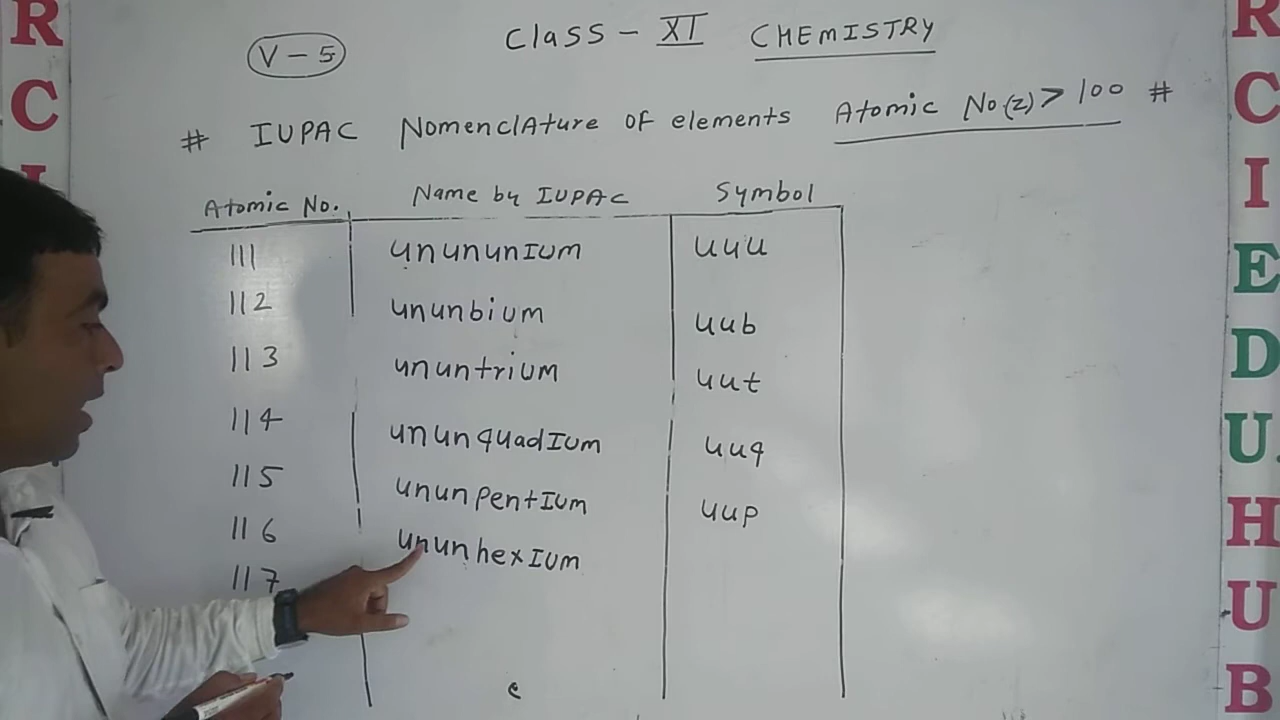 V-5
Class - XI CHEMISTRY
# IUPAC Nomenclature of elements Atomic No(z) > 100 #
Atomic No. Name by IUPAC Symbol
111 unununium uuu
112 ununbium uub
113 ununtrium uut
114 ununquadium uuq
115 ununpentium uup
116 ununhexium
117
e
R
C
I
R
C
I
E
D
U
H
U
B